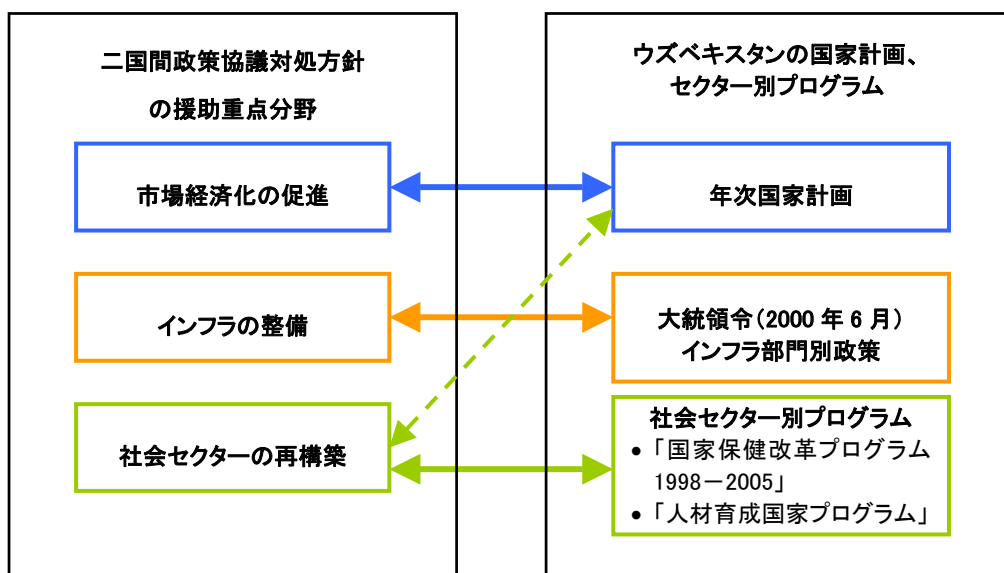 二国間政策協議対処方針
の援助重点分野
市場経済化の促進
インフラの整備
社会セクターの再構築
ウズベキスタンの国家計画、
セクター別プログラム
年次国家計画
大統領令(2000 年 6 月)
インフラ部門別政策
社会セクター別プログラム
• 「国家保健改革プログラム
1998－2005」
• 「人材育成国家プログラム」